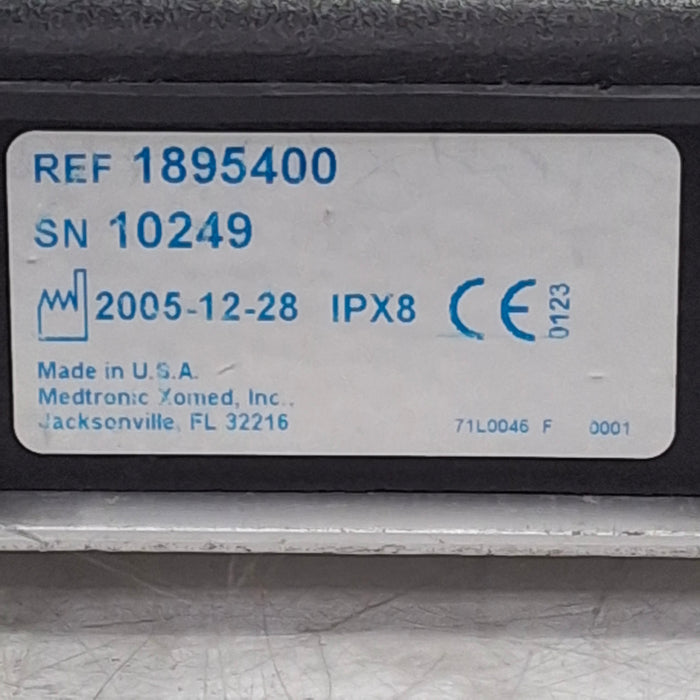 REF 1895400
SN 10249
2005-12-28 IPX8 CE 0123
Made in U.S.A.
Medtronic Xomed, Inc.
Jacksonville, FL 32216
71L0046 F 0001